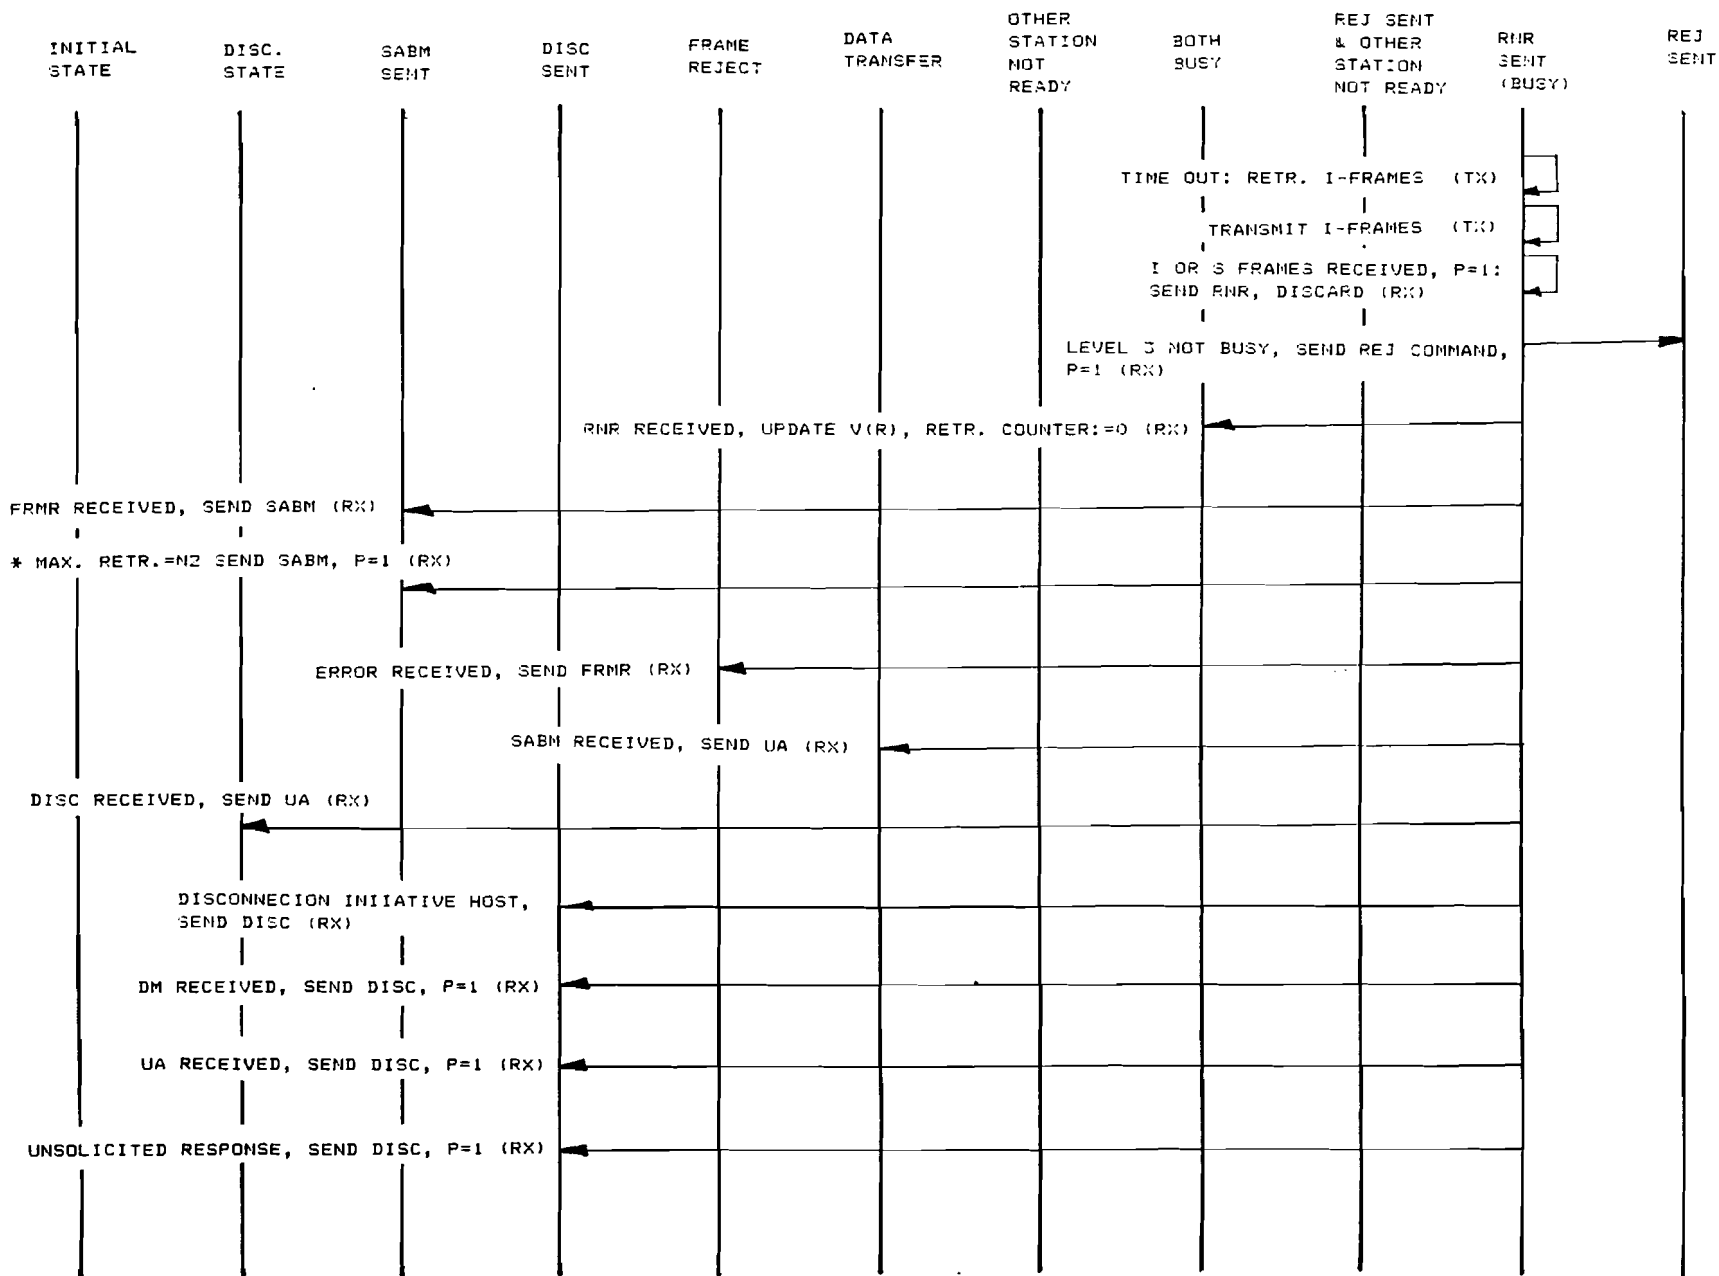 INITIAL
STATE
DISC.
STATE
SABM
SENT
DISC
SENT
FRAME
REJECT
DATA
TRANSFER
OTHER
STATION
NOT
READY
BOTH
BUSY
REJ SENT
& OTHER
STATION
NOT READY
RNR
SENT
(BUSY)
REJ
SENT
TIME OUT: RETR. I-FRAMES (TX)
TRANSMIT I-FRAMES (TX)
I OR S FRAMES RECEIVED, P=1:
SEND RNR, DISCARD (RX)
LEVEL 3 NOT BUSY, SEND REJ COMMAND,
P=1 (RX)
RNR RECEIVED, UPDATE V(R), RETR. COUNTER:=0 (RX)
FRMR RECEIVED, SEND SABM (RX)
* MAX. RETR.=N2 SEND SABM, P=1 (RX)
ERROR RECEIVED, SEND FRMR (RX)
SABM RECEIVED, SEND UA (RX)
DISC RECEIVED, SEND UA (RX)
DISCONNECION INIIATIVE HOST,
SEND DISC (RX)
DM RECEIVED, SEND DISC, P=1 (RX)
UA RECEIVED, SEND DISC, P=1 (RX)
UNSOLICITED RESPONSE, SEND DISC, P=1 (RX)